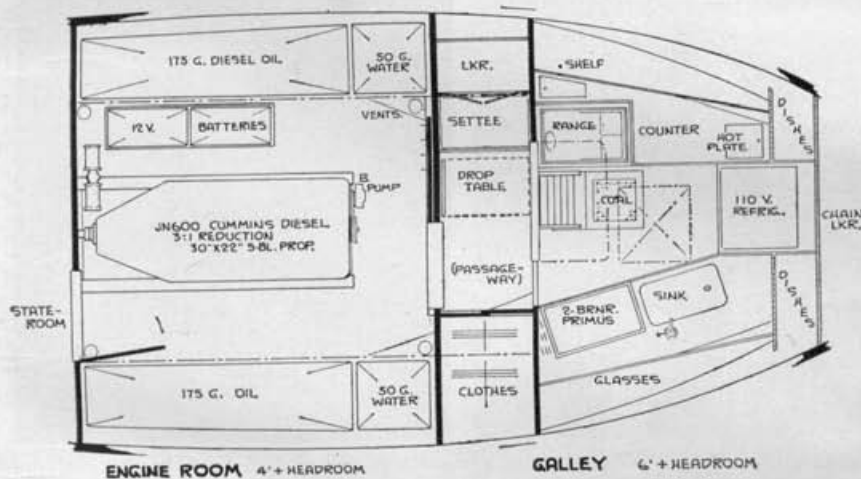 175 G. DIESEL OIL
50 G.
WATER
LKR.
SHELF
12 V.
BATTERIES
VENTS.
SETTEE
RANGE
COUNTER
HOT
PLATE
DISHES
B
PUMP
DROP
TABLE
COAL
110 V.
REFRIG.
CHAIN
LKR.
JN600 CUMMINS DIESEL
3:1 REDUCTION
30"X22" 5-BL. PROP.
(PASSAGE-
WAY)
STATE-
ROOM
2-BRNR.
PRIMUS
SINK
DISHES
175 G. OIL
50 G.
WATER
CLOTHES
GLASSES
ENGINE ROOM 4'+ HEADROOM
GALLEY 6'+ HEADROOM